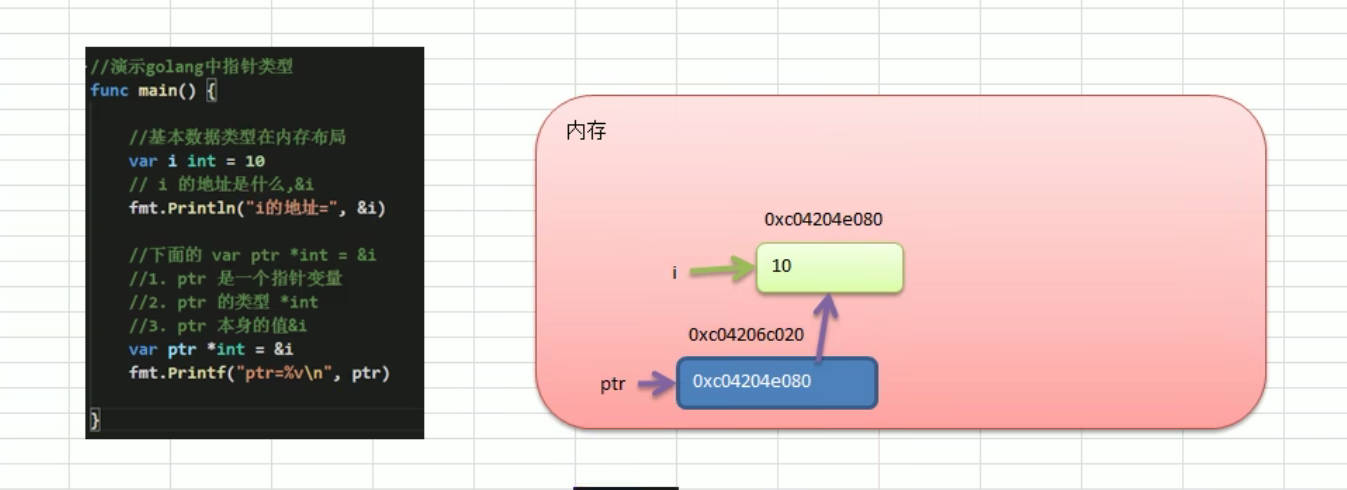 //演示golang中指针类型
func main() {
//基本数据类型在内存布局
var i int = 10
// i 的地址是什么,&i
fmt.Println("i的地址=", &i)
//下面的 var ptr *int = &i
//1. ptr 是一个指针变量
//2. ptr 的类型 *int
//3. ptr 本身的值&i
var ptr *int = &i
fmt.Printf("ptr=%v\n", ptr)
}
内存
0xc04204e080
i
10
0xc04206c020
ptr
0xc04204e080